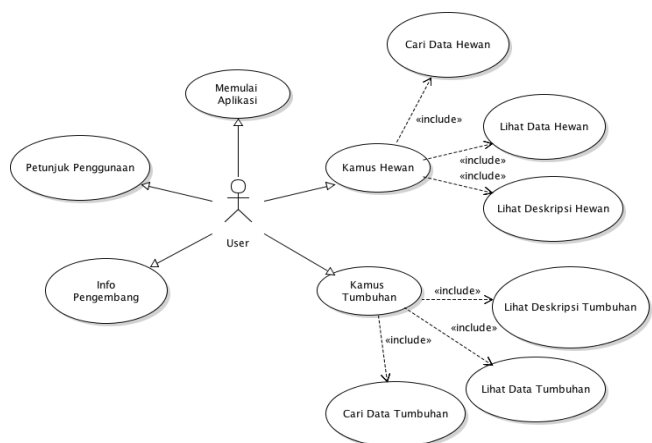 Cari Data Hewan
Memulai
Aplikasi
«include»
Lihat Data Hewan
Petunjuk Penggunaan
Kamus Hewan
«include»
«include»
Lihat Deskripsi Hewan
User
Info
Pengembang
Kamus
Tumbuhan
«include»
Lihat Deskripsi Tumbuhan
«include»
«include»
Lihat Data Tumbuhan
Cari Data Tumbuhan